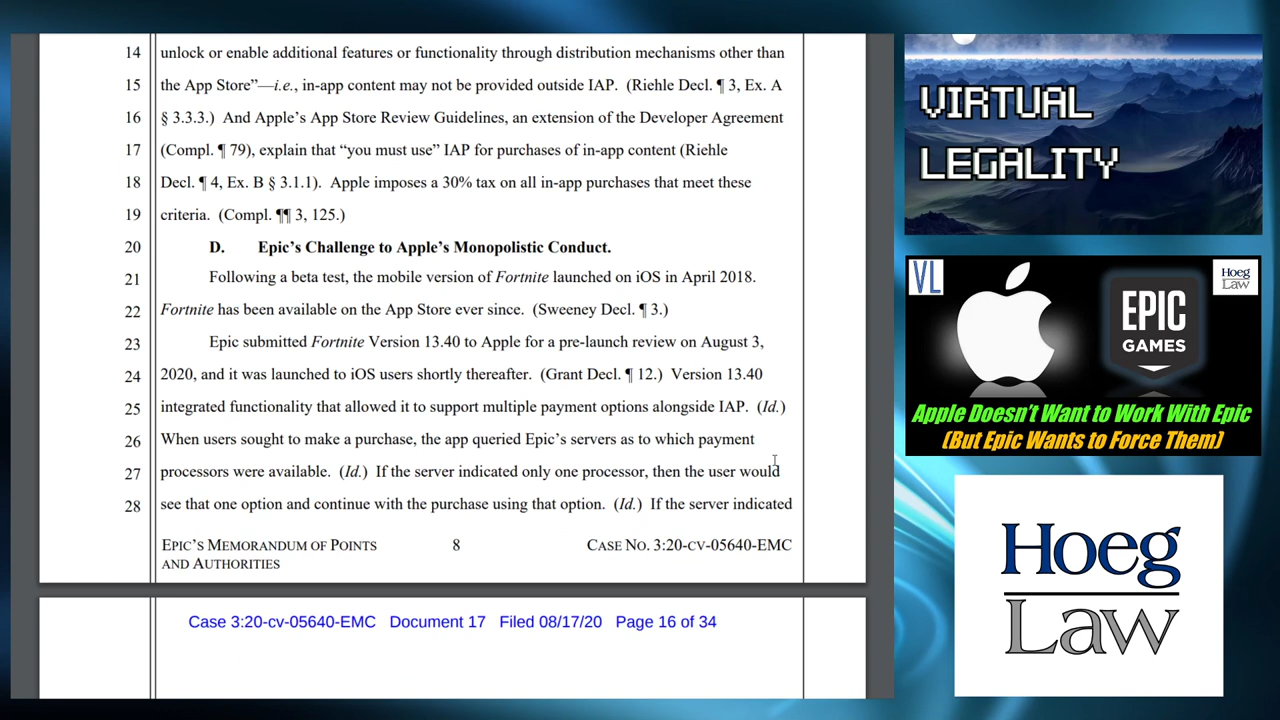 14 unlock or enable additional features or functionality through distribution mechanisms other than
15 the App Store”—i.e., in-app content may not be provided outside IAP. (Riehle Decl. ¶ 3, Ex. A
16 § 3.3.3.) And Apple’s App Store Review Guidelines, an extension of the Developer Agreement
17 (Compl. ¶ 79), explain that “you must use” IAP for purchases of in-app content (Riehle
18 Decl. ¶ 4, Ex. B § 3.1.1). Apple imposes a 30% tax on all in-app purchases that meet these
19 criteria. (Compl. ¶¶ 3, 125.)
20 D. Epic’s Challenge to Apple’s Monopolistic Conduct.
21 Following a beta test, the mobile version of Fortnite launched on iOS in April 2018.
22 Fortnite has been available on the App Store ever since. (Sweeney Decl. ¶ 3.)
23 Epic submitted Fortnite Version 13.40 to Apple for a pre-launch review on August 3,
24 2020, and it was launched to iOS users shortly thereafter. (Grant Decl. ¶ 12.) Version 13.40
25 integrated functionality that allowed it to support multiple payment options alongside IAP. (Id.)
26 When users sought to make a purchase, the app queried Epic’s servers as to which payment
27 processors were available. (Id.) If the server indicated only one processor, then the user would
28 see that one option and continue with the purchase using that option. (Id.) If the server indicated
EPIC’S MEMORANDUM OF POINTS
AND AUTHORITIES
8
CASE NO. 3:20-CV-05640-EMC
Case 3:20-cv-05640-EMC Document 17 Filed 08/17/20 Page 16 of 34
VIRTUAL
LEGALITY
VL
Hoeg
Law
EPIC
GAMES
Apple Doesn't Want to Work With Epic
(But Epic Wants to Force Them)
Hoeg
Law